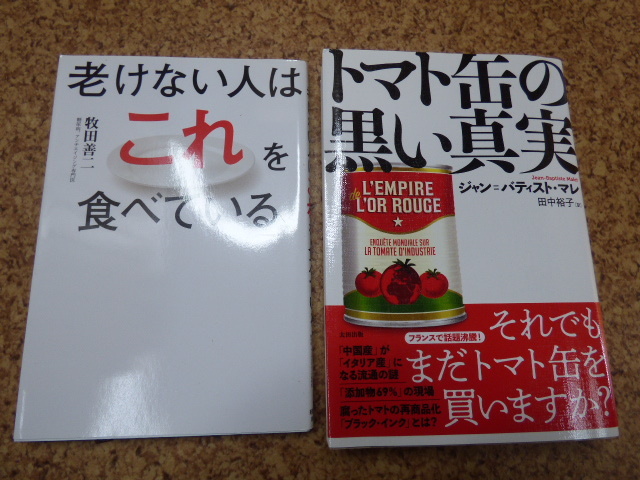 老けない人は
これを
食べている
牧田善二
トマト缶の
黒い真実
Jean-Baptiste Malet
ジャン=バティスト・マレ
田中裕子 訳
L'EMPIRE
de
L'OR ROUGE
ENQUÊTE MONDIALE SUR
LA TOMATE D'INDUSTRIE
太田出版
フランスで話題沸騰!
それでも
まだトマト缶を
買いますか?
「中国産」が
「イタリア産」に
なる流通の謎
「添加物69%」の現場
腐ったトマトの再商品化
「ブラック・インク」とは?